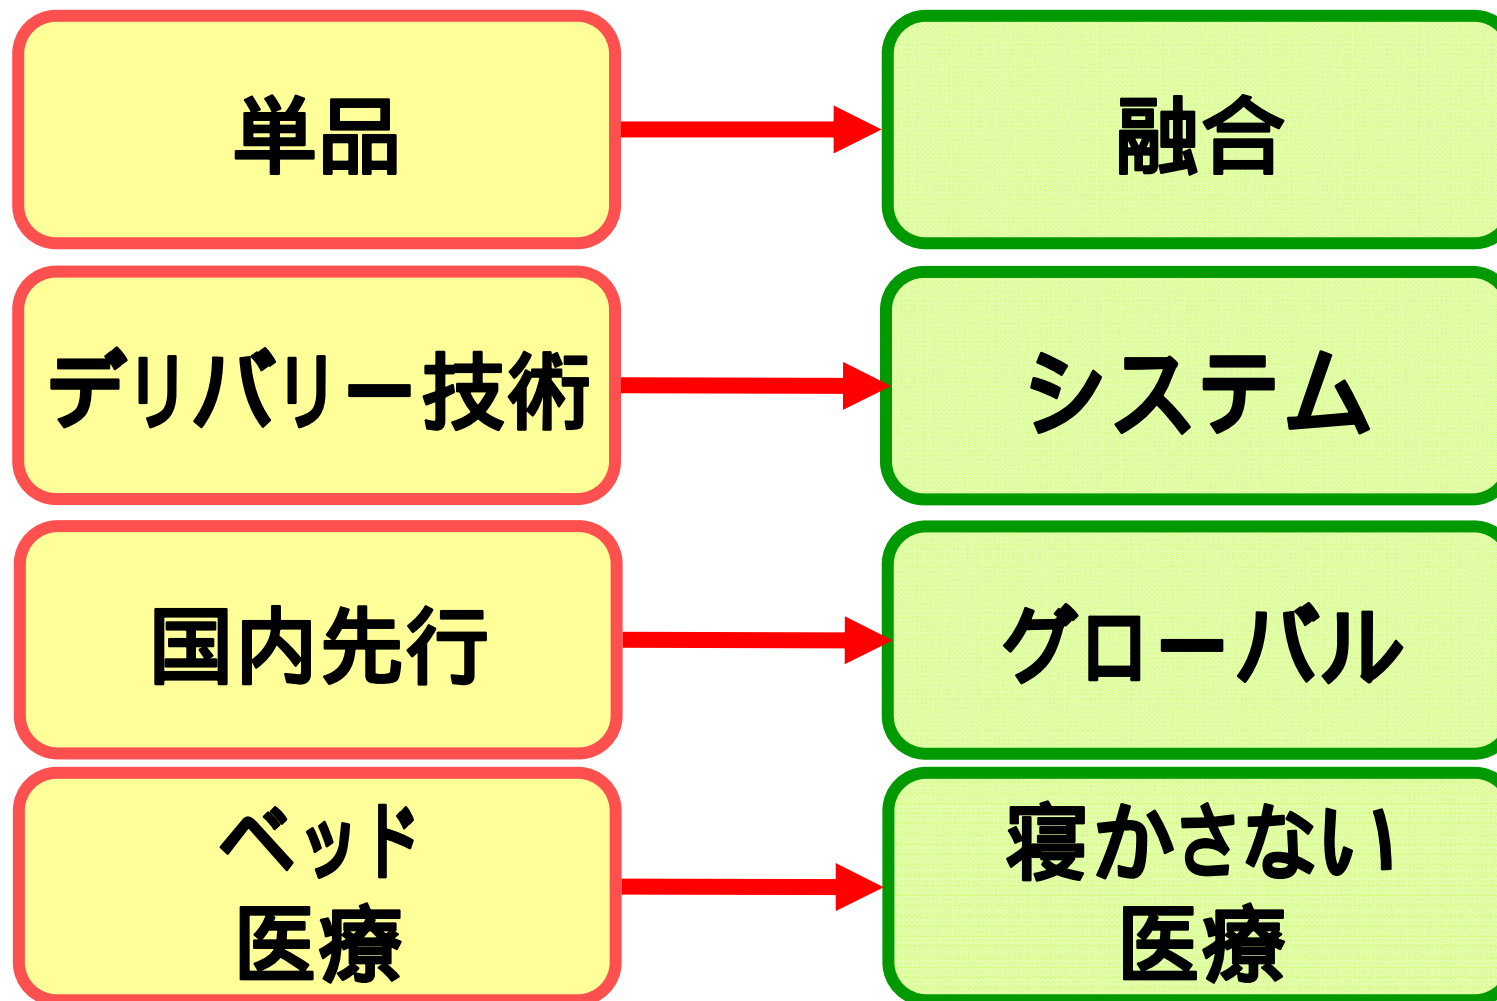 単品
融合
デリバリー技術
システム
国内先行
グローバル
ベッド
医療
寝かさない
医療